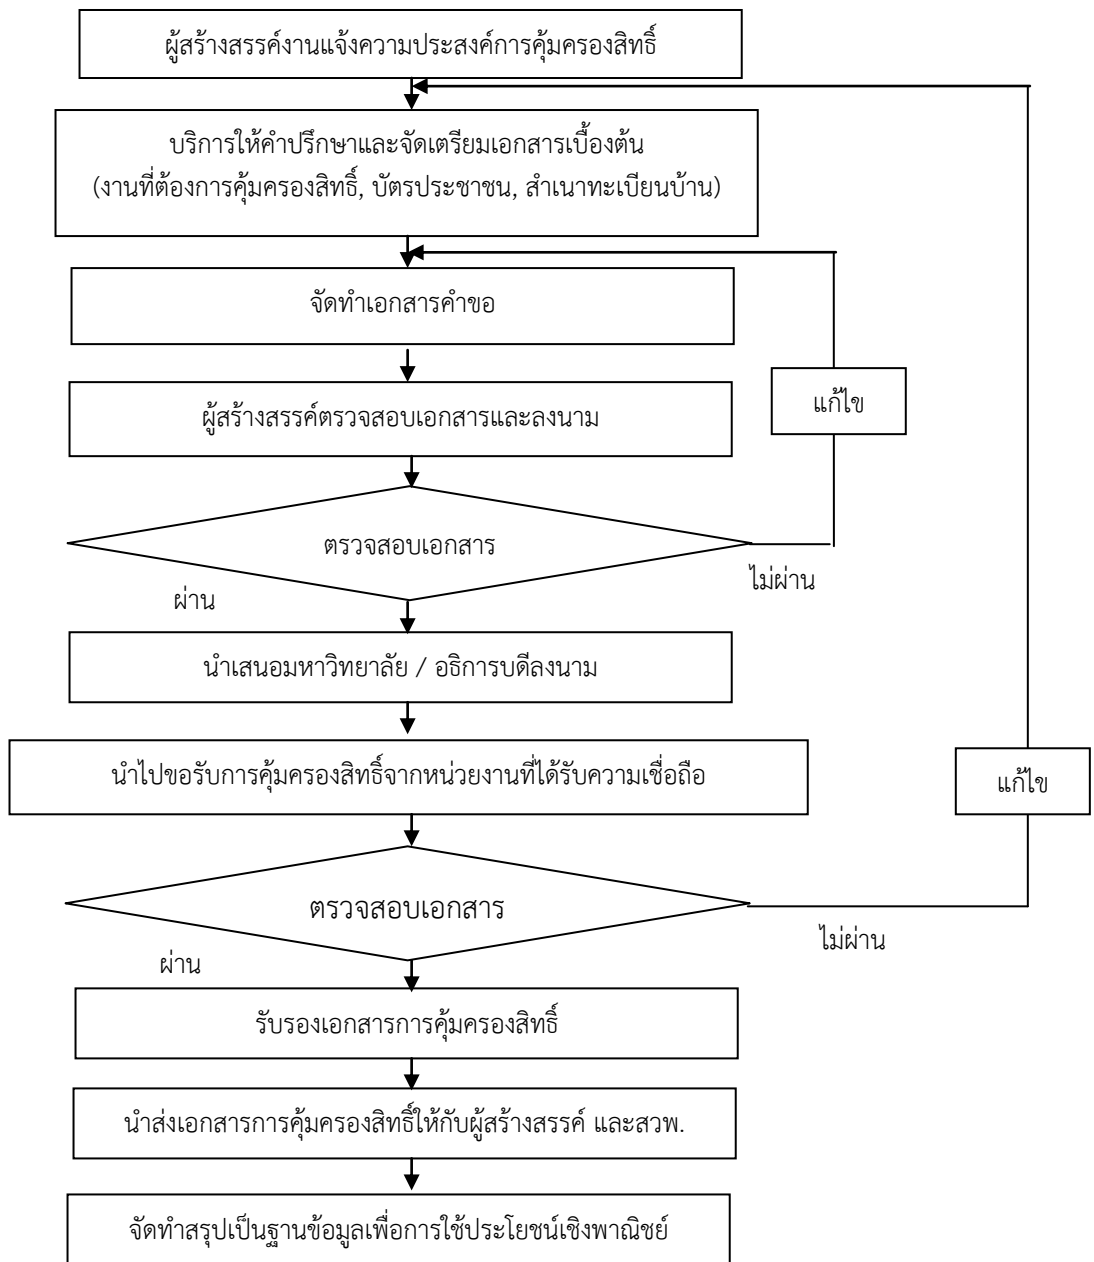 ผู้สร้างสรรค์งานแจ้งความประสงค์การคุ้มครองสิทธิ์
บริการให้คำปรึกษาและจัดเตรียมเอกสารเบื้องต้น
(งานที่ต้องการคุ้มครองสิทธิ์, บัตรประชาชน, สำเนาทะเบียนบ้าน)
จัดทำเอกสารคำขอ
แก้ไข
ผู้สร้างสรรค์ตรวจสอบเอกสารและลงนาม
ตรวจสอบเอกสาร
ไม่ผ่าน
ผ่าน
นำเสนอมหาวิทยาลัย / อธิการบดีลงนาม
นำไปขอรับการคุ้มครองสิทธิ์จากหน่วยงานที่ได้รับความเชื่อถือ
แก้ไข
ตรวจสอบเอกสาร
ไม่ผ่าน
ผ่าน
รับรองเอกสารการคุ้มครองสิทธิ์
นำส่งเอกสารการคุ้มครองสิทธิ์ให้กับผู้สร้างสรรค์ และสวพ.
จัดทำสรุปเป็นฐานข้อมูลเพื่อการใช้ประโยชน์เชิงพาณิชย์